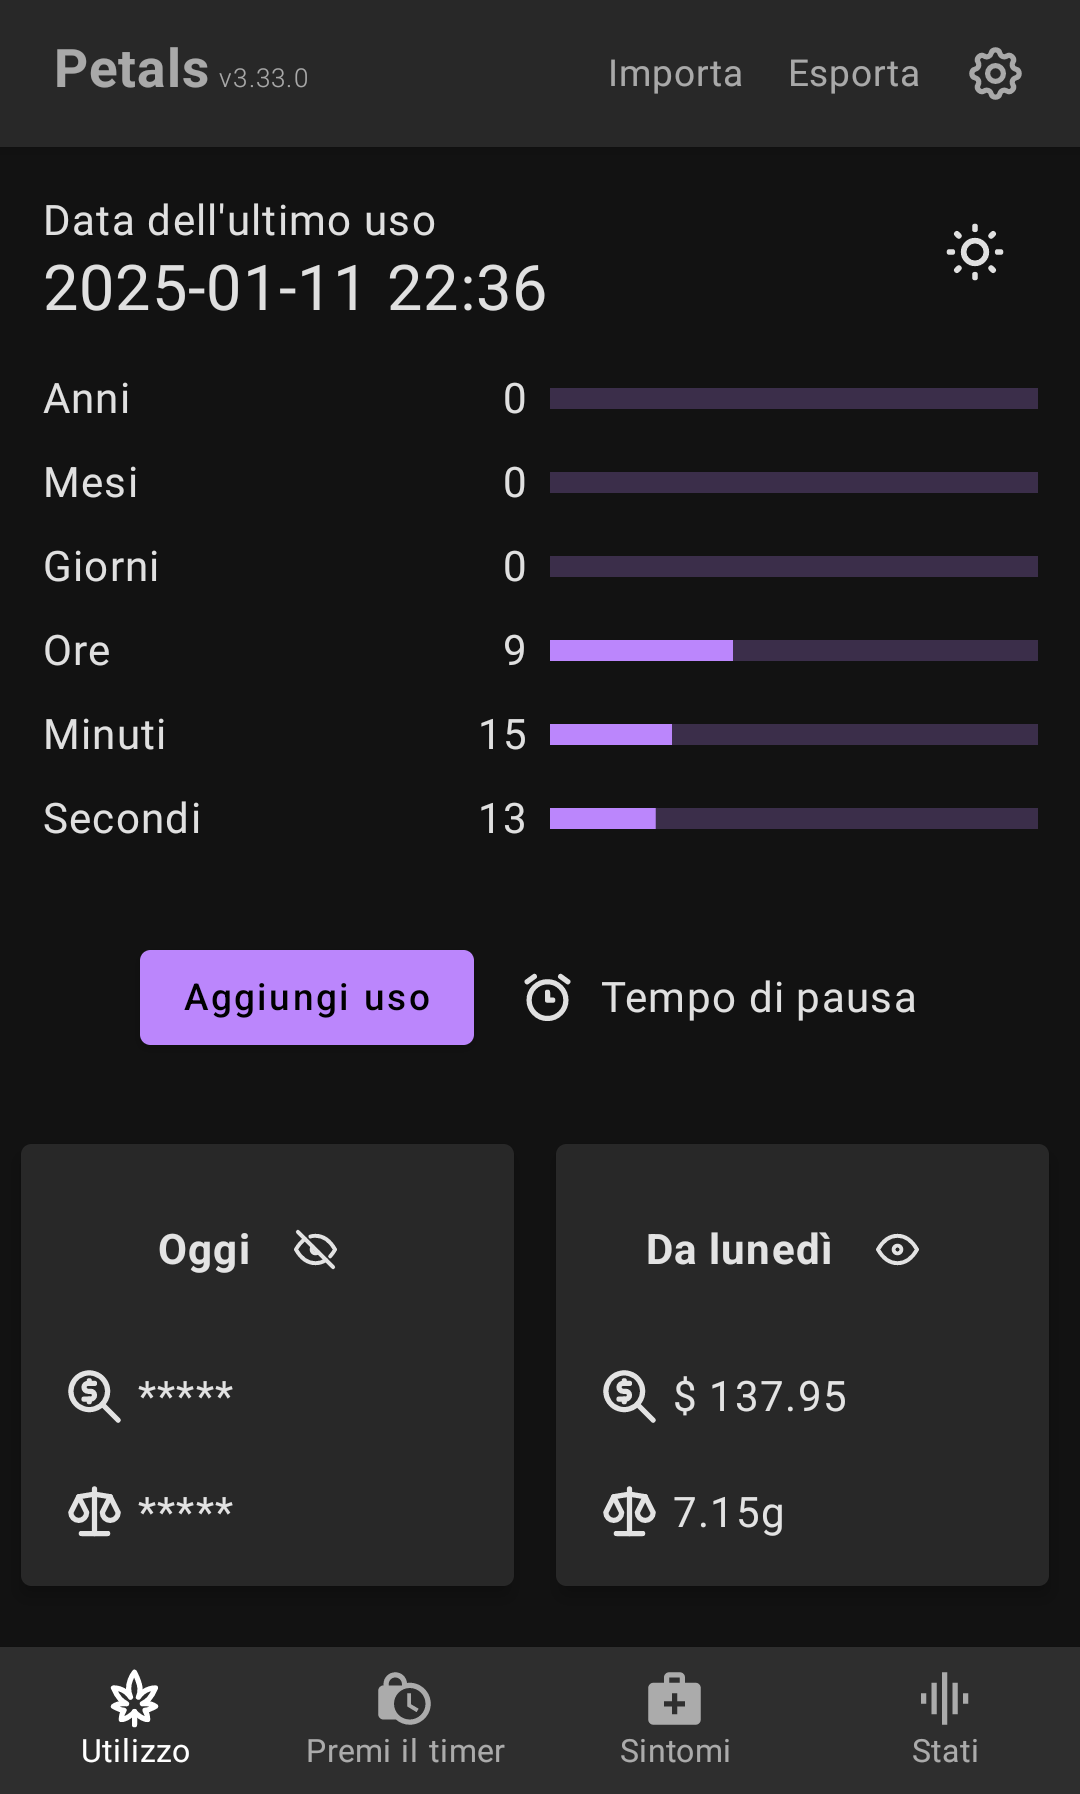 Petals v3.33.0
Importa
Esporta
Data dell'ultimo uso
2025-01-11 22:36
Anni 0
Mesi 0
Giorni 0
Ore 9
Minuti 15
Secondi 13
Aggiungi uso
Tempo di pausa
Oggi
*****
*****
Da lunedì
$ 137.95
7.15g
Utilizzo
Premi il timer
Sintomi
Stati